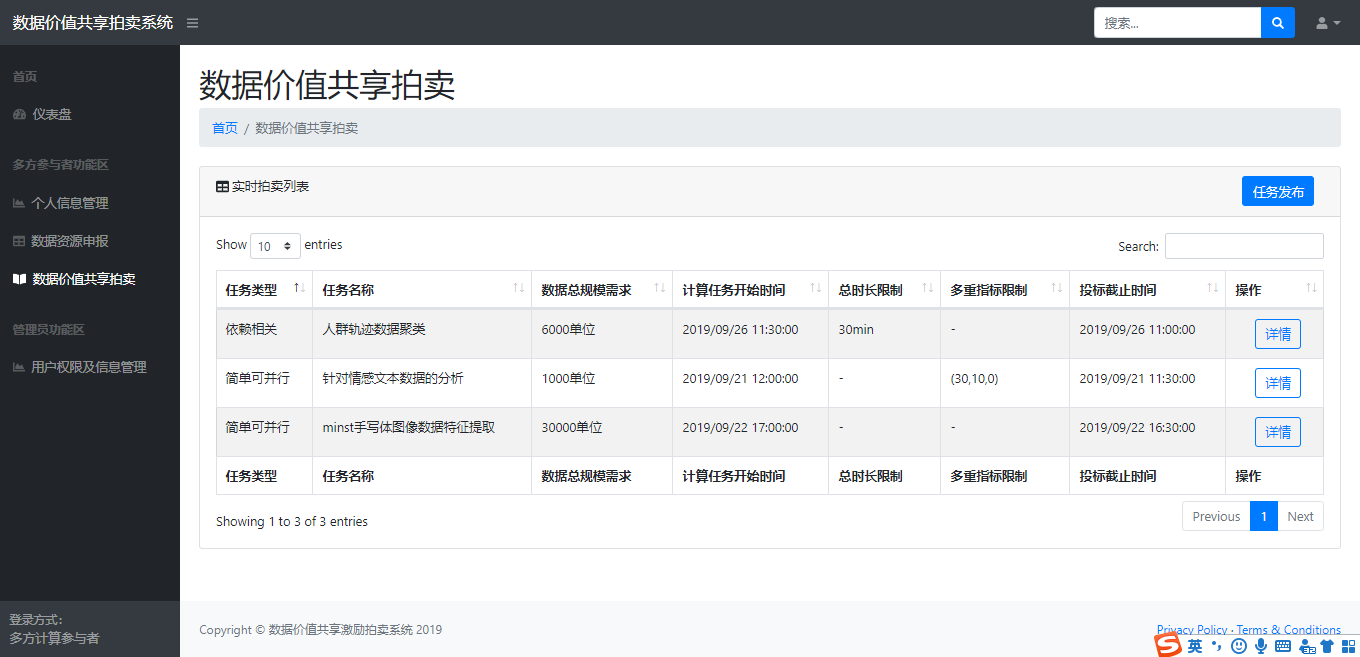 数据价值共享拍卖系统
搜索...
首页
仪表盘
多方参与者功能区
个人信息管理
数据资源申报
数据价值共享拍卖
管理员功能区
用户权限及信息管理
登录方式:
多方计算参与者
数据价值共享拍卖
首页 / 数据价值共享拍卖
实时拍卖列表
任务发布
Show 10 entries
Search:
任务类型 任务名称 数据总规模需求 计算任务开始时间 总时长限制 多重指标限制 投标截止时间 操作
依赖相关 人群轨迹数据聚类 6000单位 2019/09/26 11:30:00 30min - 2019/09/26 11:00:00 详情
简单可并行 针对情感文本数据的分析 1000单位 2019/09/21 12:00:00 - (30,10,0) 2019/09/21 11:30:00 详情
简单可并行 minst手写体图像数据特征提取 30000单位 2019/09/22 17:00:00 - - 2019/09/22 16:30:00 详情
任务类型 任务名称 数据总规模需求 计算任务开始时间 总时长限制 多重指标限制 投标截止时间 操作
Showing 1 to 3 of 3 entries
Previous 1 Next
Copyright © 数据价值共享激励拍卖系统 2019
Privacy Policy · Terms & Conditions
英